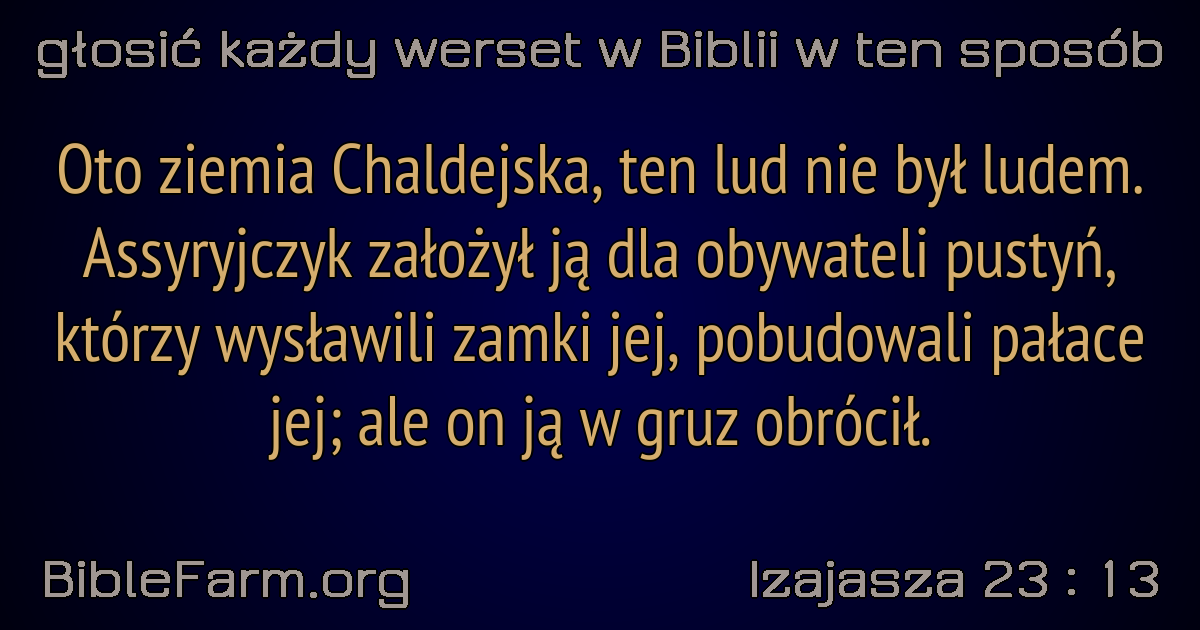 głosić każdy werset w Biblii w ten sposób
Oto ziemia Chaldejska, ten lud nie był ludem.
Assyryjczyk założył ją dla obywateli pustyń,
którzy wysławili zamki jej, pobudowali pałace
jej; ale on ją w gruz obrócił.
BibleFarm.org
Izajasza 23 : 13